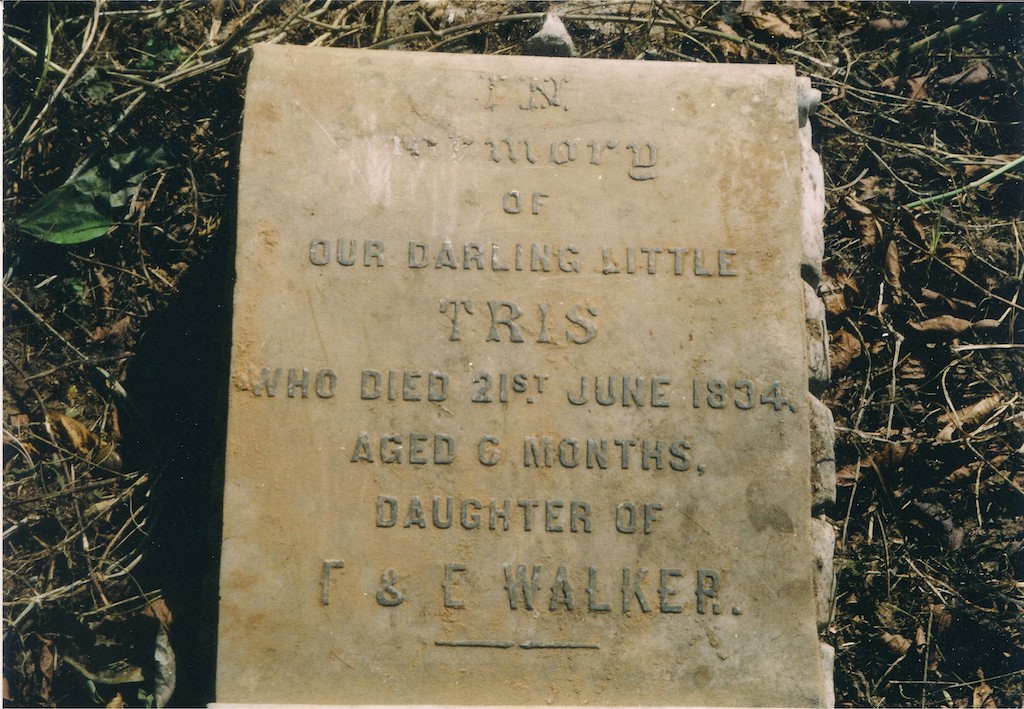 IN
memory
OF
OUR DARLING LITTLE
TRIS
WHO DIED 21ST. JUNE 1834.
AGED 6 MONTHS,
DAUGHTER OF
F & E WALKER.